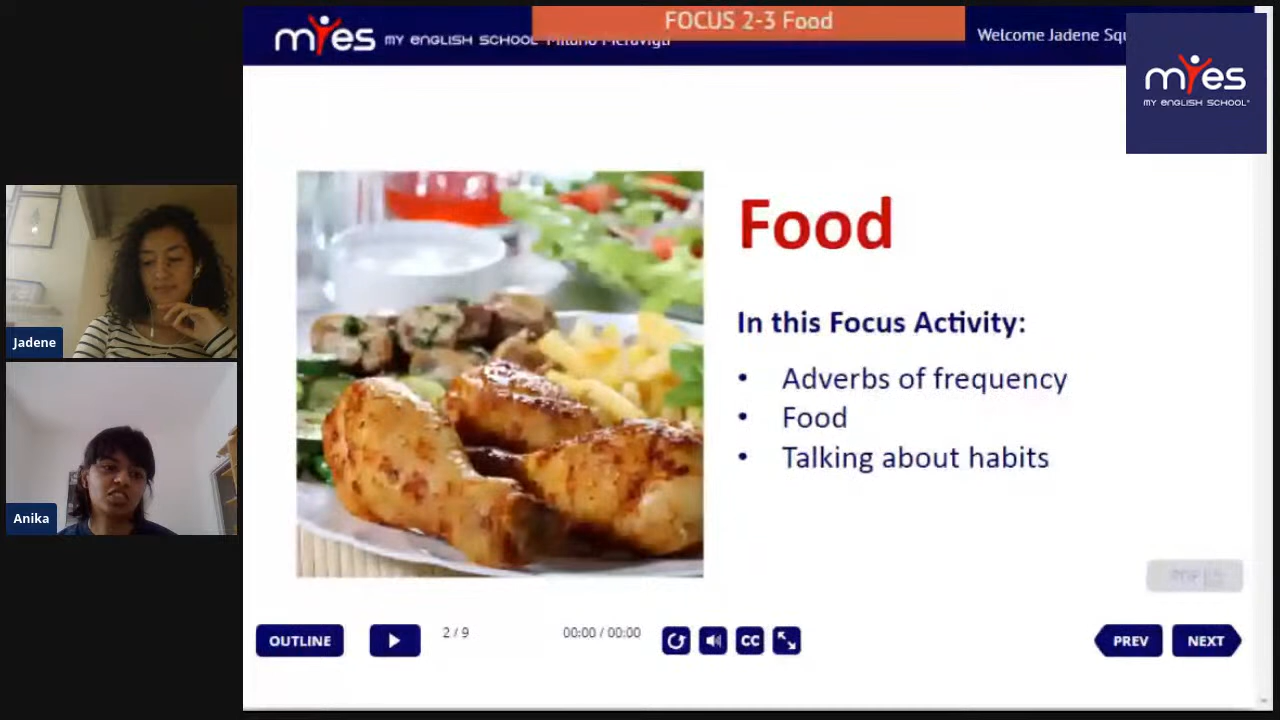 FOCUS 2-3 Food
myes MY ENGLISH SCHOOL Milano Meravigli
Welcome Jadene Squ
myes
MY ENGLISH SCHOOL
Food
In this Focus Activity:
• Adverbs of frequency
• Food
• Talking about habits
Jadene
Anika
OUTLINE
2 / 9
00:00 / 00:00
CC
PREV
NEXT